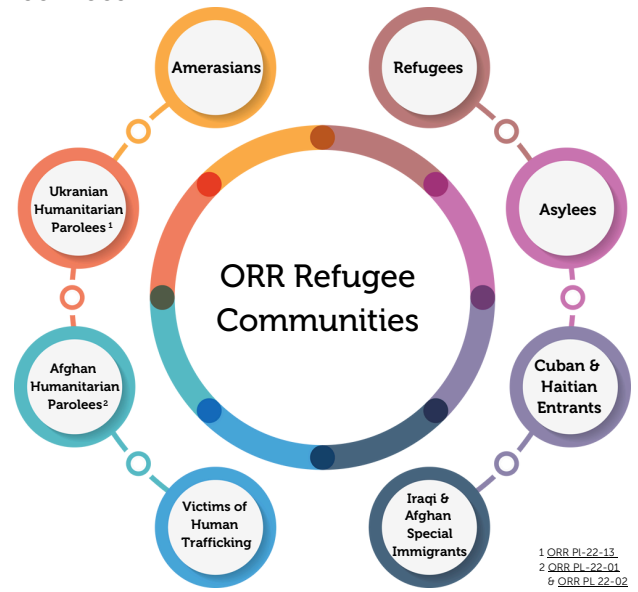 Amerasians
Refugees
Ukranian
Humanitarian
Parolees 1
Asylees
ORR Refugee
Communities
Afghan
Humanitarian
Parolees2
Cuban &
Haitian
Entrants
Victims of
Human
Trafficking
Iraqi &
Afghan
Special
Immigrants
1 ORR PI-22-13
2 ORR PL-22-01
& ORR PL 22-02